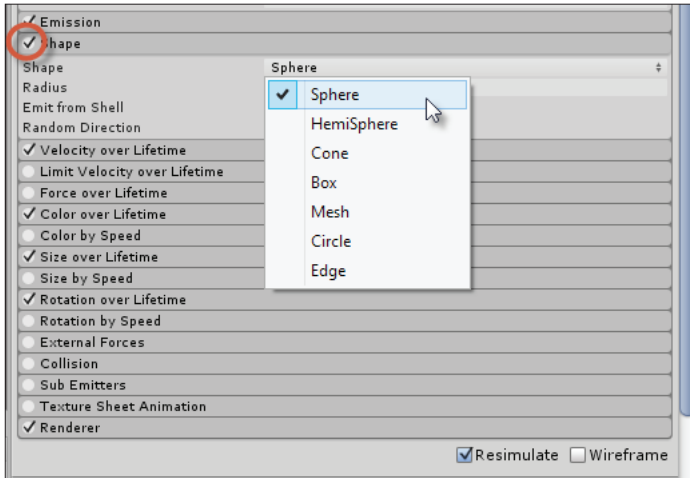 Emission
Shape
Shape Sphere
Radius
Sphere
Emit from Shell
HemiSphere
Random Direction
Cone
Velocity over Lifetime
Limit Velocity over Lifetime
Box
Force over Lifetime
Color over Lifetime
Mesh
Color by Speed
Circle
Size over Lifetime
Edge
Size by Speed
Rotation over Lifetime
Rotation by Speed
External Forces
Collision
Sub Emitters
Texture Sheet Animation
Renderer
Resimulate Wireframe